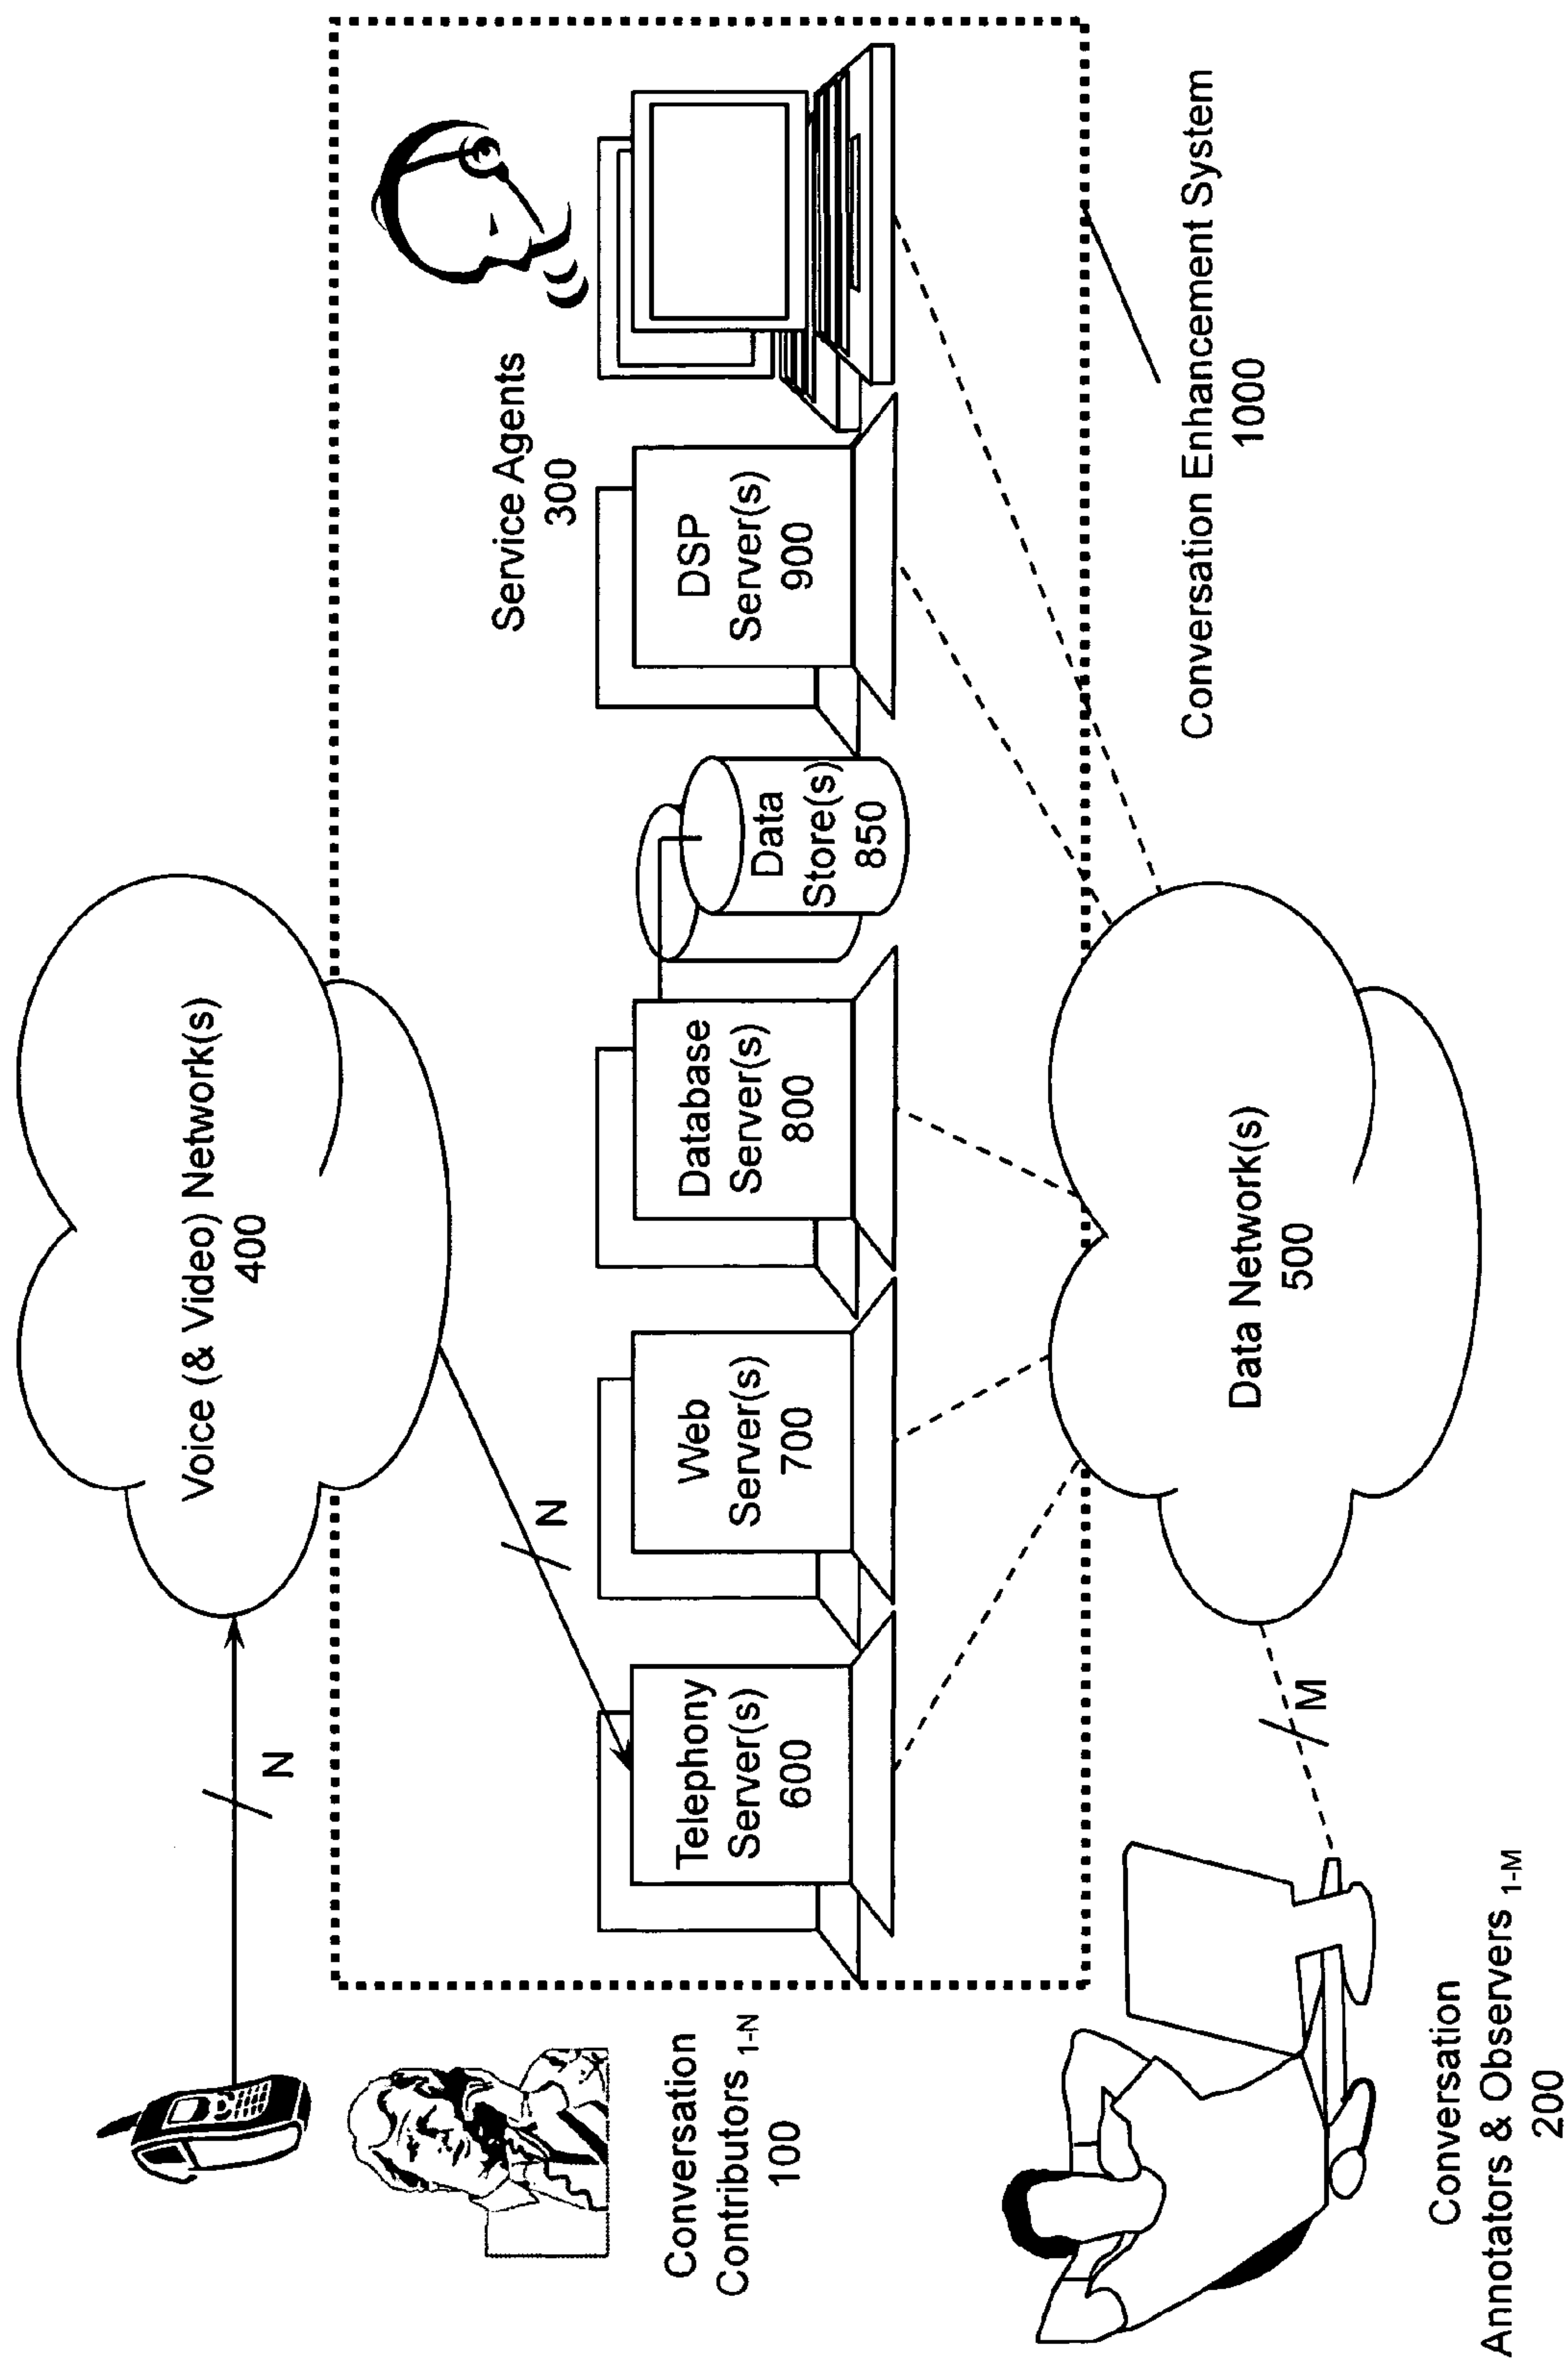 Voice (& Video) Network(s)
400
N
N
Conversation
Contributors 1-N
100
Service Agents
300
Telephony
Server(s)
600
Web
Server(s)
700
Database
Server(s)
800
Data
Store(s)
850
DSP
Server(s)
900
Conversation Enhancement System
1000
Data Network(s)
500
M
Conversation
Annotators & Observers 1-M
200